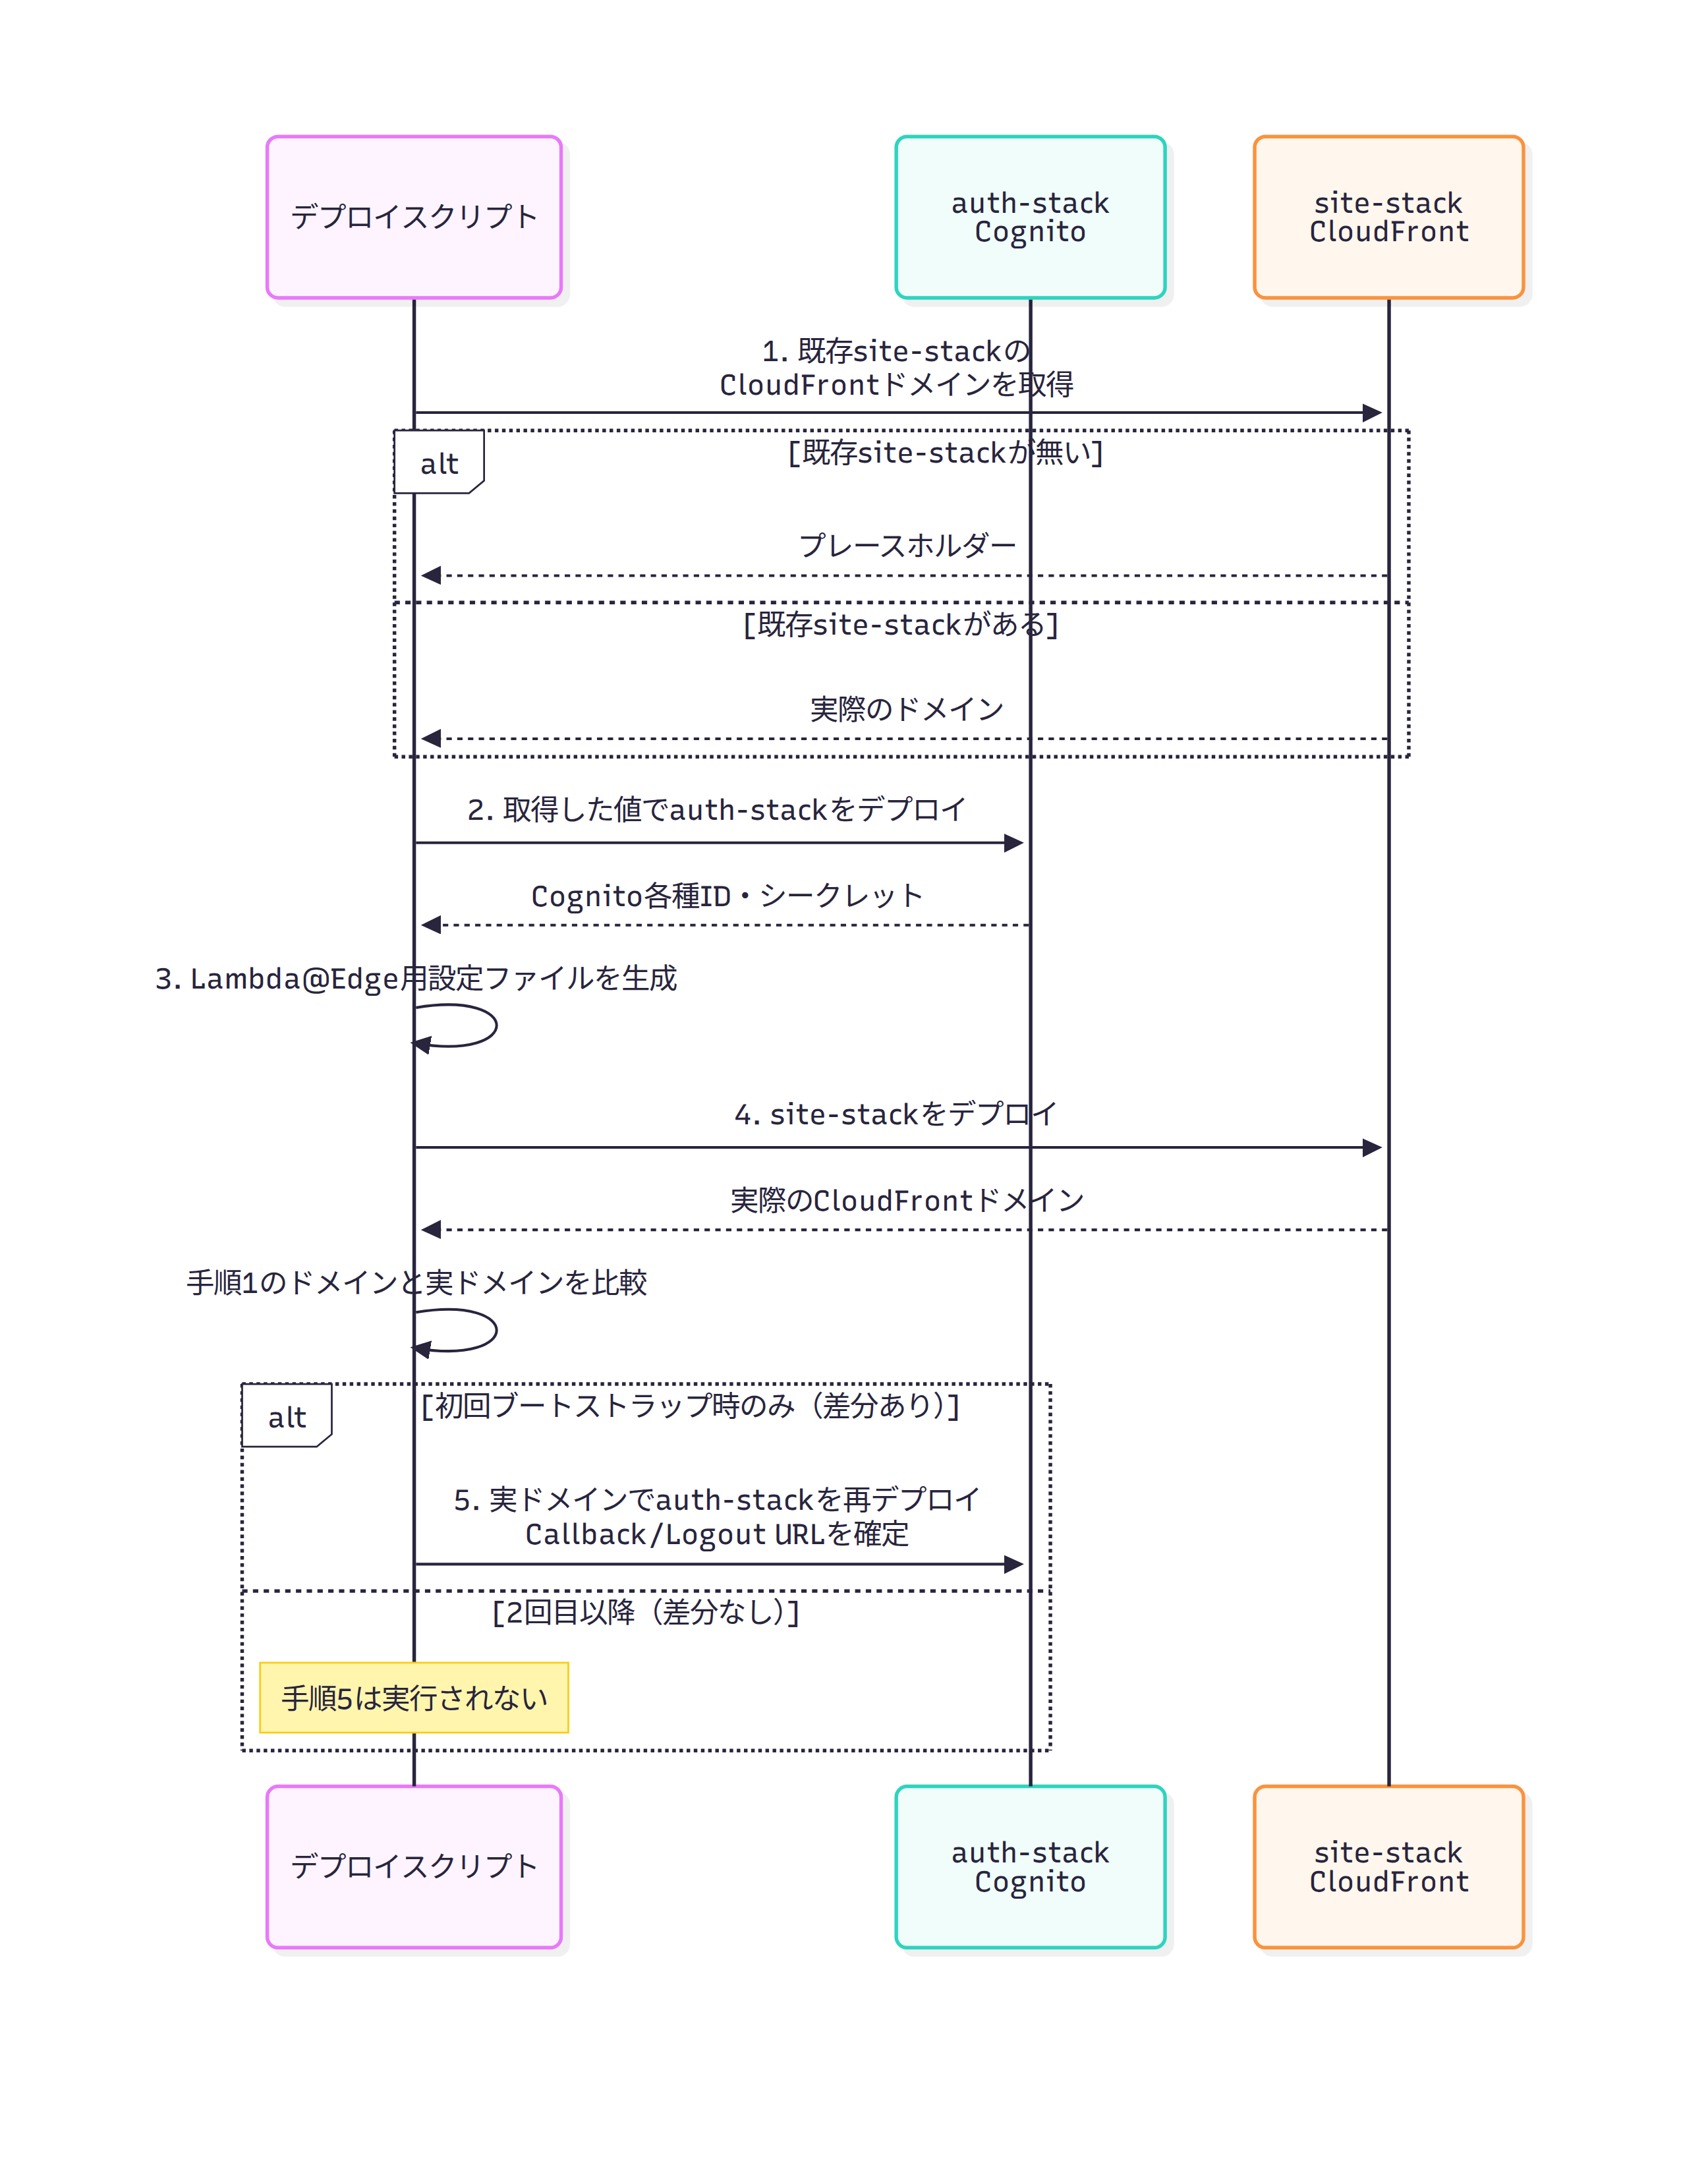 デプロイスクリプト
auth-stack
Cognito
site-stack
CloudFront
1. 既存site-stackの
CloudFrontドメインを取得
alt
[既存site-stackが無い]
プレースホルダー
[既存site-stackがある]
実際のドメイン
2. 取得した値でauth-stackをデプロイ
Cognito各種ID・シークレット
3. Lambda@Edge用設定ファイルを生成
4. site-stackをデプロイ
実際のCloudFrontドメイン
手順1のドメインと実ドメインを比較
alt
[初回ブートストラップ時のみ（差分あり）]
5. 実ドメインでauth-stackを再デプロイ
Callback/Logout URLを確定
[2回目以降（差分なし）]
手順5は実行されない
デプロイスクリプト
auth-stack
Cognito
site-stack
CloudFront